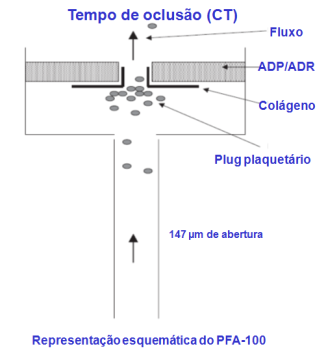 Tempo de oclusão (CT)
Fluxo
ADP/ADR
Colágeno
Plug plaquetário
147 µm de abertura
Representação esquemática do PFA-100